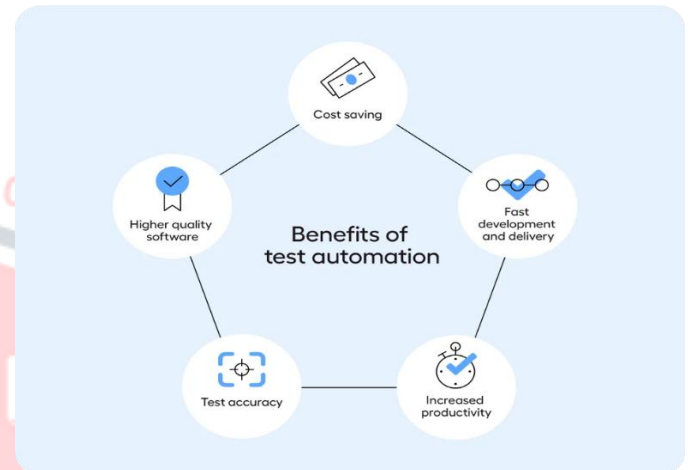 Cost saving
Higher quality
software
Fast
development
and delivery
Benefits of
test automation
Test accuracy
Increased
productivity